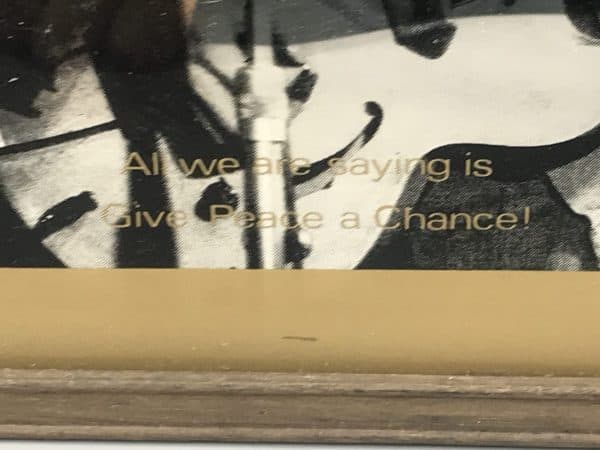 All we are saying is
Give Peace a Chance!